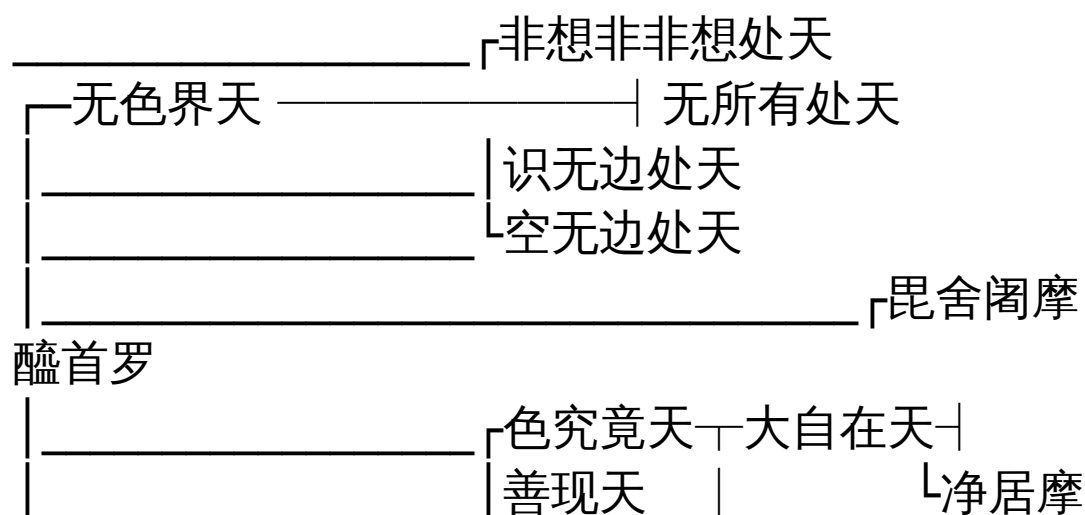 ┌非想非非想处天
┌─无色界天 ────────┤ 无所有处天
│ │识无边处天
│ └空无边处天
│ ┌毘舍阇摩
醯首罗
│ ┌色究竟天─┬─大自在天─┤
│ │善现天 │ └净居摩